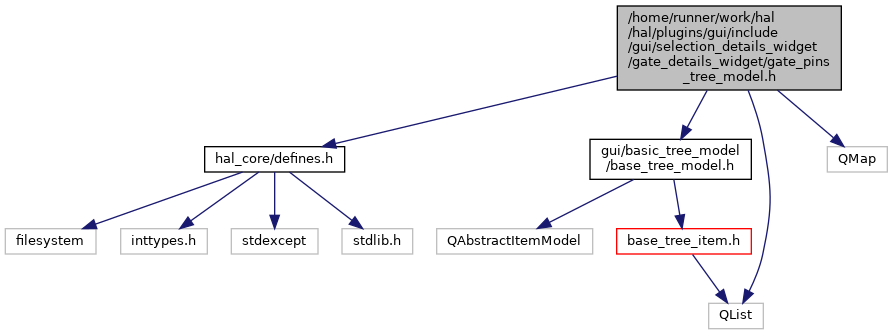 /home/runner/work/hal
/hal/plugins/gui/include
/gui/selection_details_widget
/gate_details_widget/gate_pins
_tree_model.h
hal_core/defines.h
gui/basic_tree_model
/base_tree_model.h
QMap
filesystem
inttypes.h
stdexcept
stdlib.h
QAbstractItemModel
base_tree_item.h
QList